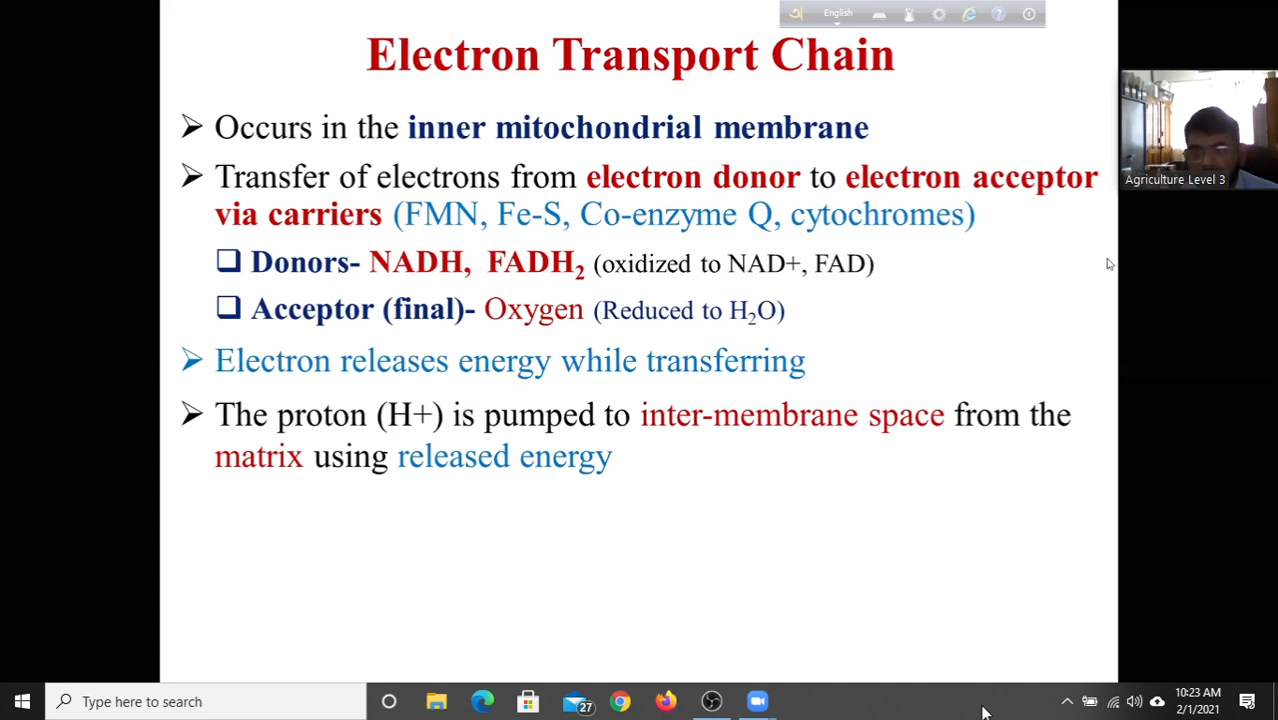 English
Electron Transport Chain
➢ Occurs in the inner mitochondrial membrane
➢ Transfer of electrons from electron donor to electron acceptor
via carriers (FMN, Fe-S, Co-enzyme Q, cytochromes)
❑ Donors- NADH, FADH₂ (oxidized to NAD+, FAD)
❑ Acceptor (final)- Oxygen (Reduced to H₂O)
➢ Electron releases energy while transferring
➢ The proton (H+) is pumped to inter-membrane space from the
matrix using released energy
Agriculture Level 3
Type here to search
27
10:23 AM
2/1/2021